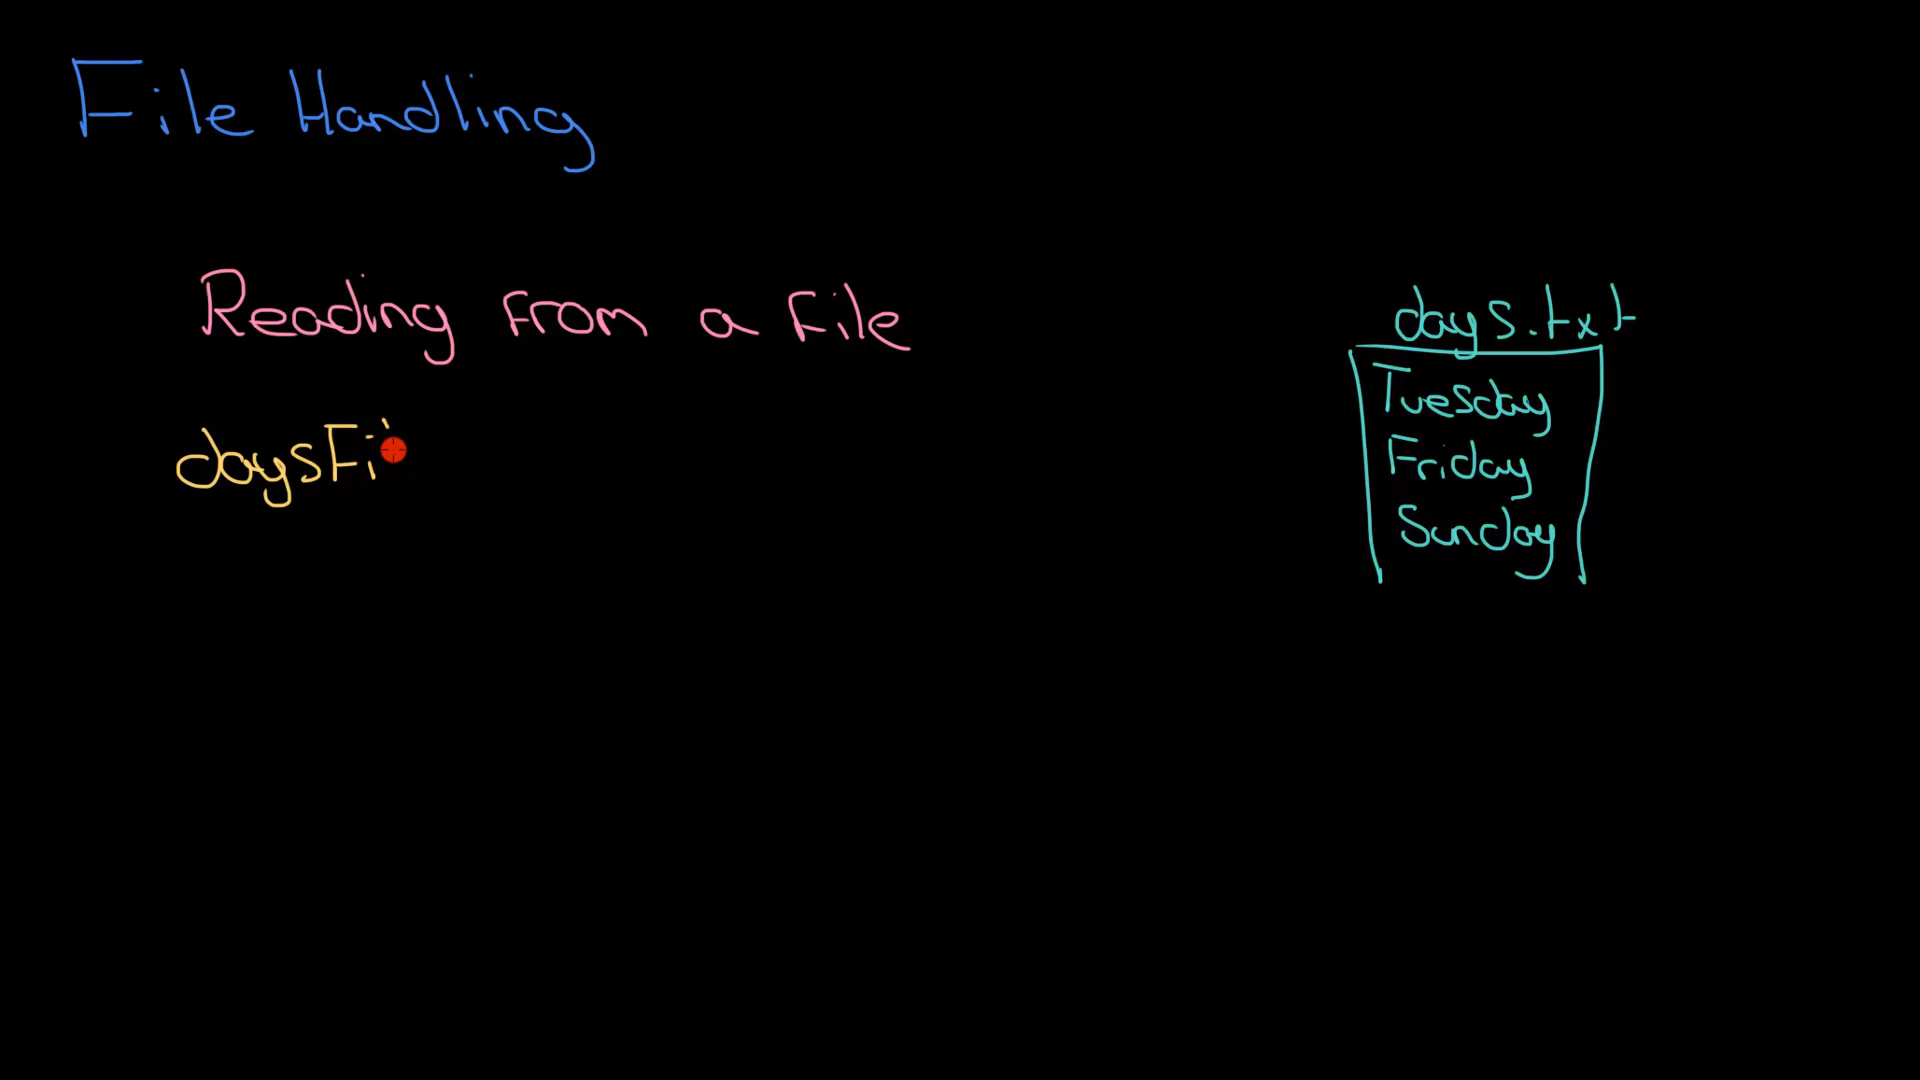 File Handling
Reading from a File
daysFi
days.txt
Tuesday
Friday
Sunday